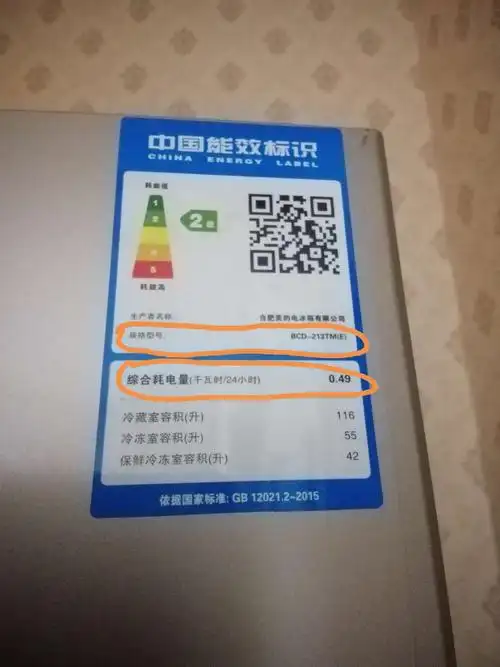 中国能效标识
CHINA ENERGY LABEL
耗能低
1
2
2级
5
耗能高
生产者名称:
合肥美的电冰箱有限公司
规格型号:
BCD-213TM(E)
综合耗电量(千瓦时/24小时) 0.49
冷藏室容积(升) 116
冷冻室容积(升) 55
保鲜冷冻室容积(升) 42
依据国家标准: GB 12021.2-2015